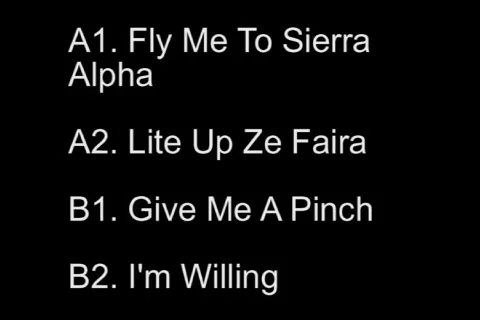 A1. Fly Me To Sierra
Alpha
A2. Lite Up Ze Faira
B1. Give Me A Pinch
B2. I'm Willing